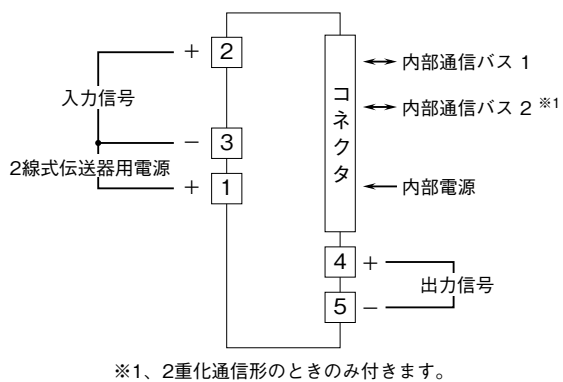 + 2
入力信号
− 3
2線式伝送器用電源
+ 1
コネクタ
内部通信バス 1
内部通信バス 2 ※1
内部電源
4 +
出力信号
5 −
※1、2重化通信形のときのみ付きます。